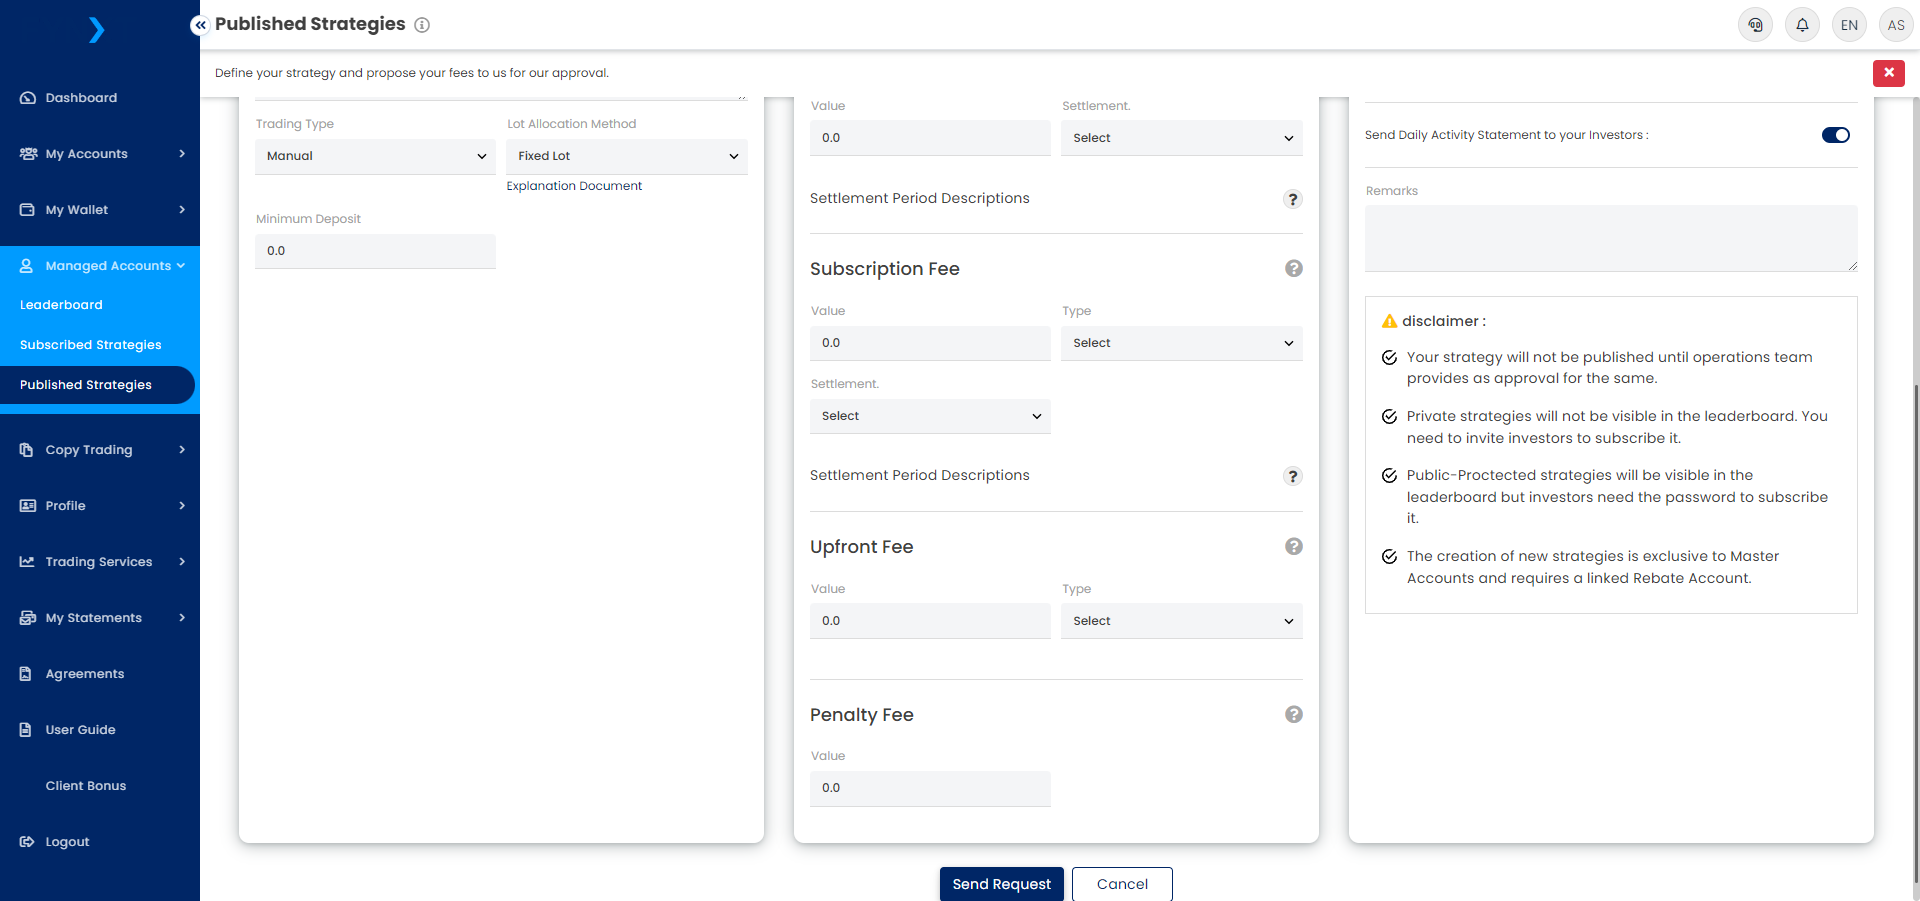 Published Strategies
EN
AS
Define your strategy and propose your fees to us for our approval.
Dashboard
My Accounts
My Wallet
Managed Accounts
Leaderboard
Subscribed Strategies
Published Strategies
Copy Trading
Profile
Trading Services
My Statements
Agreements
User Guide
Client Bonus
Logout
Trading Type
Lot Allocation Method
Manual
Fixed Lot
Explanation Document
Minimum Deposit
0.0
Value
Settlement.
0.0
Select
Settlement Period Descriptions
?
Subscription Fee
?
Value
Type
0.0
Select
Settlement.
Select
Settlement Period Descriptions
?
Upfront Fee
?
Value
Type
0.0
Select
Penalty Fee
?
Value
0.0
Send Daily Activity Statement to your Investors :
Remarks
disclaimer :
Your strategy will not be published until operations team
provides as approval for the same.
Private strategies will not be visible in the leaderboard. You
need to invite investors to subscribe it.
Public-Proctected strategies will be visible in the
leaderboard but investors need the password to subscribe
it.
The creation of new strategies is exclusive to Master
Accounts and requires a linked Rebate Account.
Send Request
Cancel